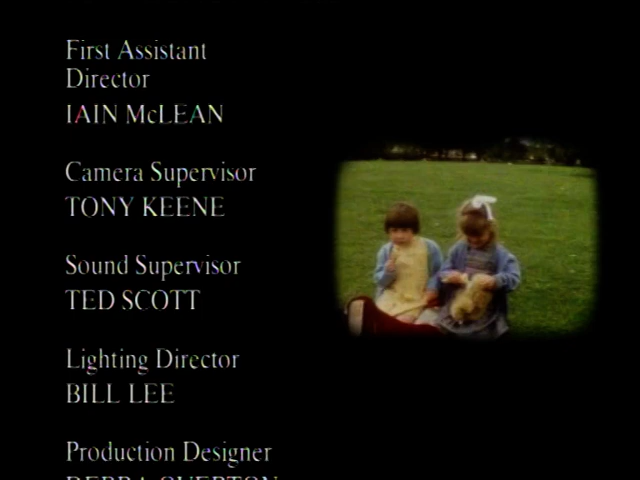 First Assistant
Director
IAIN McLEAN
Camera Supervisor
TONY KEENE
Sound Supervisor
TED SCOTT
Lighting Director
BILL LEE
Production Designer